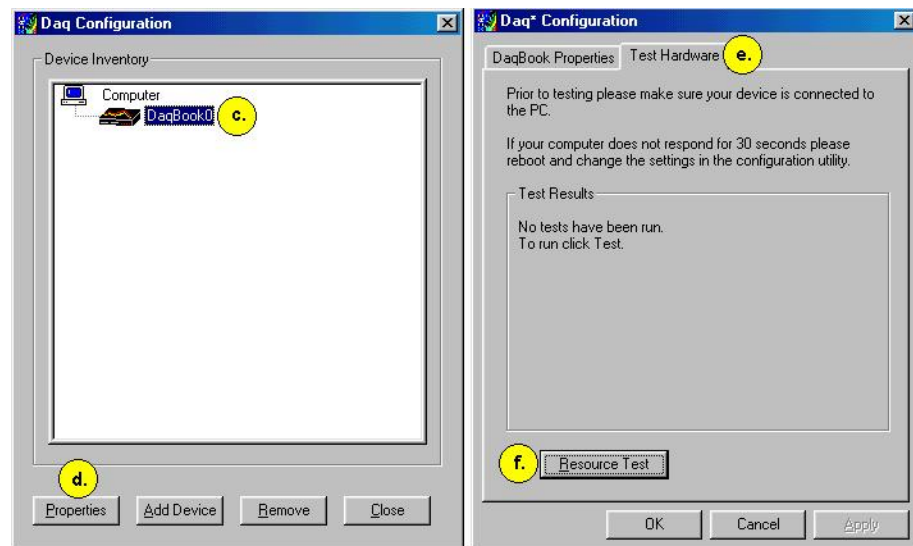 Daq Configuration
Device Inventory
Computer
DaqBook0
c.
d.
Properties
Add Device
Remove
Close
Daq* Configuration
DaqBook Properties
Test Hardware
e.
Prior to testing please make sure your device is connected to
the PC.
If your computer does not respond for 30 seconds please
reboot and change the settings in the configuration utility.
Test Results
No tests have been run.
To run click Test.
f.
Resource Test
OK
Cancel
Apply